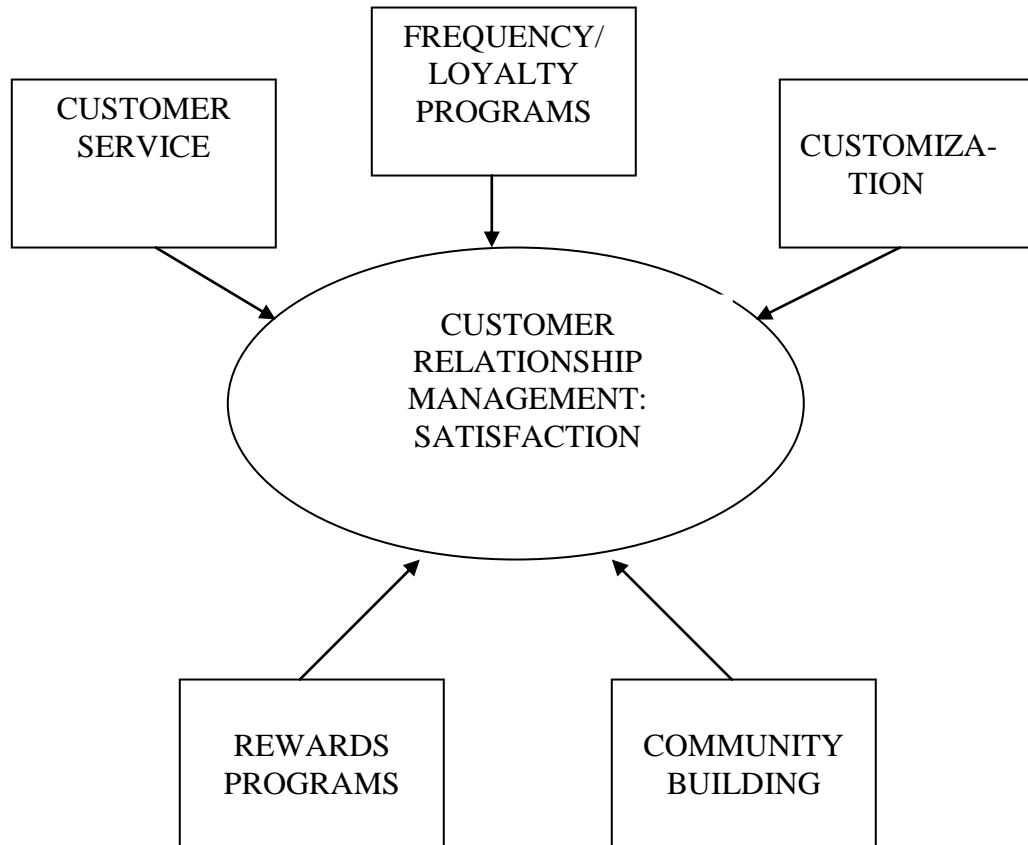 FREQUENCY/
LOYALTY
PROGRAMS
CUSTOMER
SERVICE
CUSTOMIZA-
TION
CUSTOMER
RELATIONSHIP
MANAGEMENT:
SATISFACTION
REWARDS
PROGRAMS
COMMUNITY
BUILDING